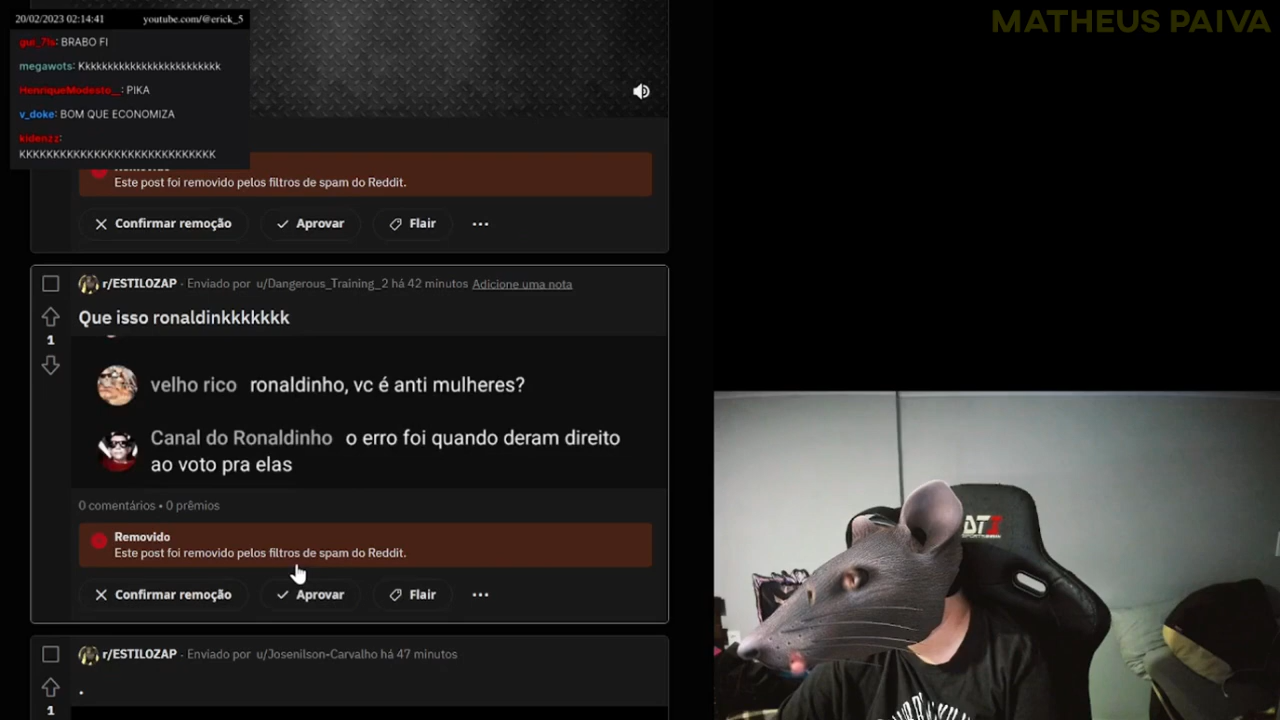 20/02/2023 02:14:41 youtube.com/@erick_5
gur_7ls: BRABO FI
megawots: Kkkkkkkkkkkkkkkkkkkkkkkk
HenriqueModesto_: PIKA
v_doke: BOM QUE ECONOMIZA
kidenzz:
KKKKKKKKKKKKKKKKKKKKKKKKKKKK
MATHEUS PAIVA
Este post foi removido pelos filtros de spam do Reddit.
Confirmar remoção Aprovar Flair
r/ESTILOZAP · Enviado por u/Dangerous_Training_2 há 42 minutos Adicione uma nota
Que isso ronaldinkkkkkkk
1
velho rico ronaldinho, vc é anti mulheres?
Canal do Ronaldinho o erro foi quando deram direito
ao voto pra elas
0 comentários • 0 prêmios
Removido
Este post foi removido pelos filtros de spam do Reddit.
Confirmar remoção Aprovar Flair
r/ESTILOZAP · Enviado por u/Josenilson-Carvalho há 47 minutos
.
1